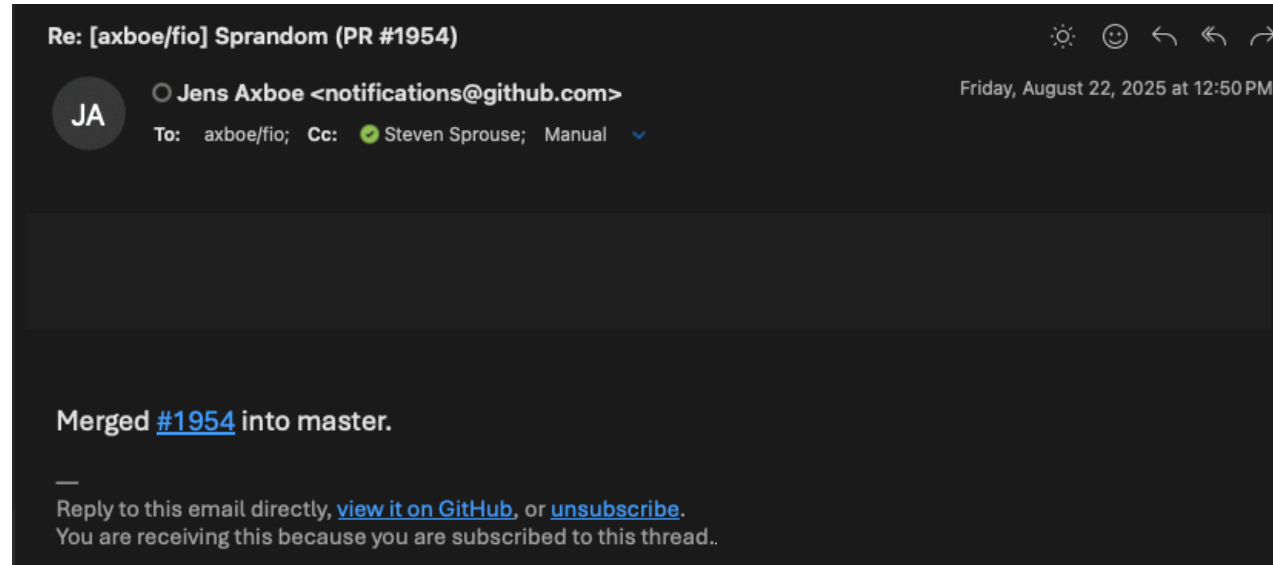 Re: [axboe/fio] Sprandom (PR #1954)
JA
Jens Axboe <notifications@github.com>
Friday, August 22, 2025 at 12:50 PM
To: axboe/fio; Cc: Steven Sprouse; Manual
Merged #1954 into master.
—
Reply to this email directly, view it on GitHub, or unsubscribe.
You are receiving this because you are subscribed to this thread..